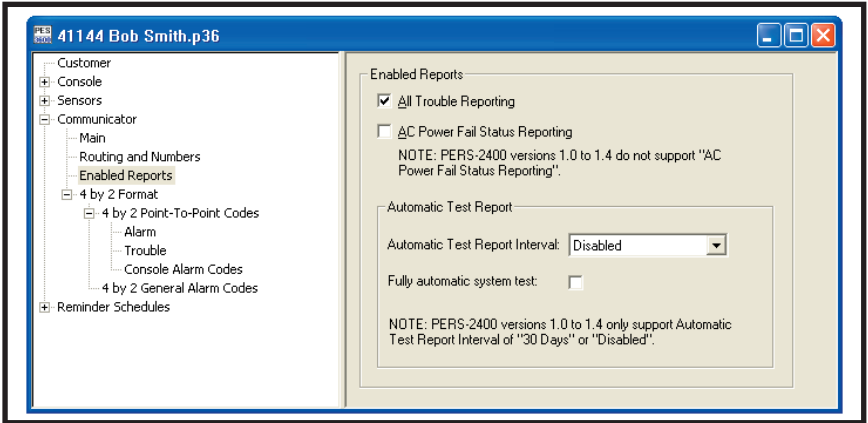 PES
3600
41144 Bob Smith.p36
Customer
Console
Sensors
Communicator
Main
Routing and Numbers
Enabled Reports
4 by 2 Format
4 by 2 Point-To-Point Codes
Alarm
Trouble
Console Alarm Codes
4 by 2 General Alarm Codes
Reminder Schedules
Enabled Reports
All Trouble Reporting
AC Power Fail Status Reporting
NOTE: PERS-2400 versions 1.0 to 1.4 do not support "AC
Power Fail Status Reporting".
Automatic Test Report
Automatic Test Report Interval: Disabled
Fully automatic system test:
NOTE: PERS-2400 versions 1.0 to 1.4 only support Automatic
Test Report Interval of "30 Days" or "Disabled".